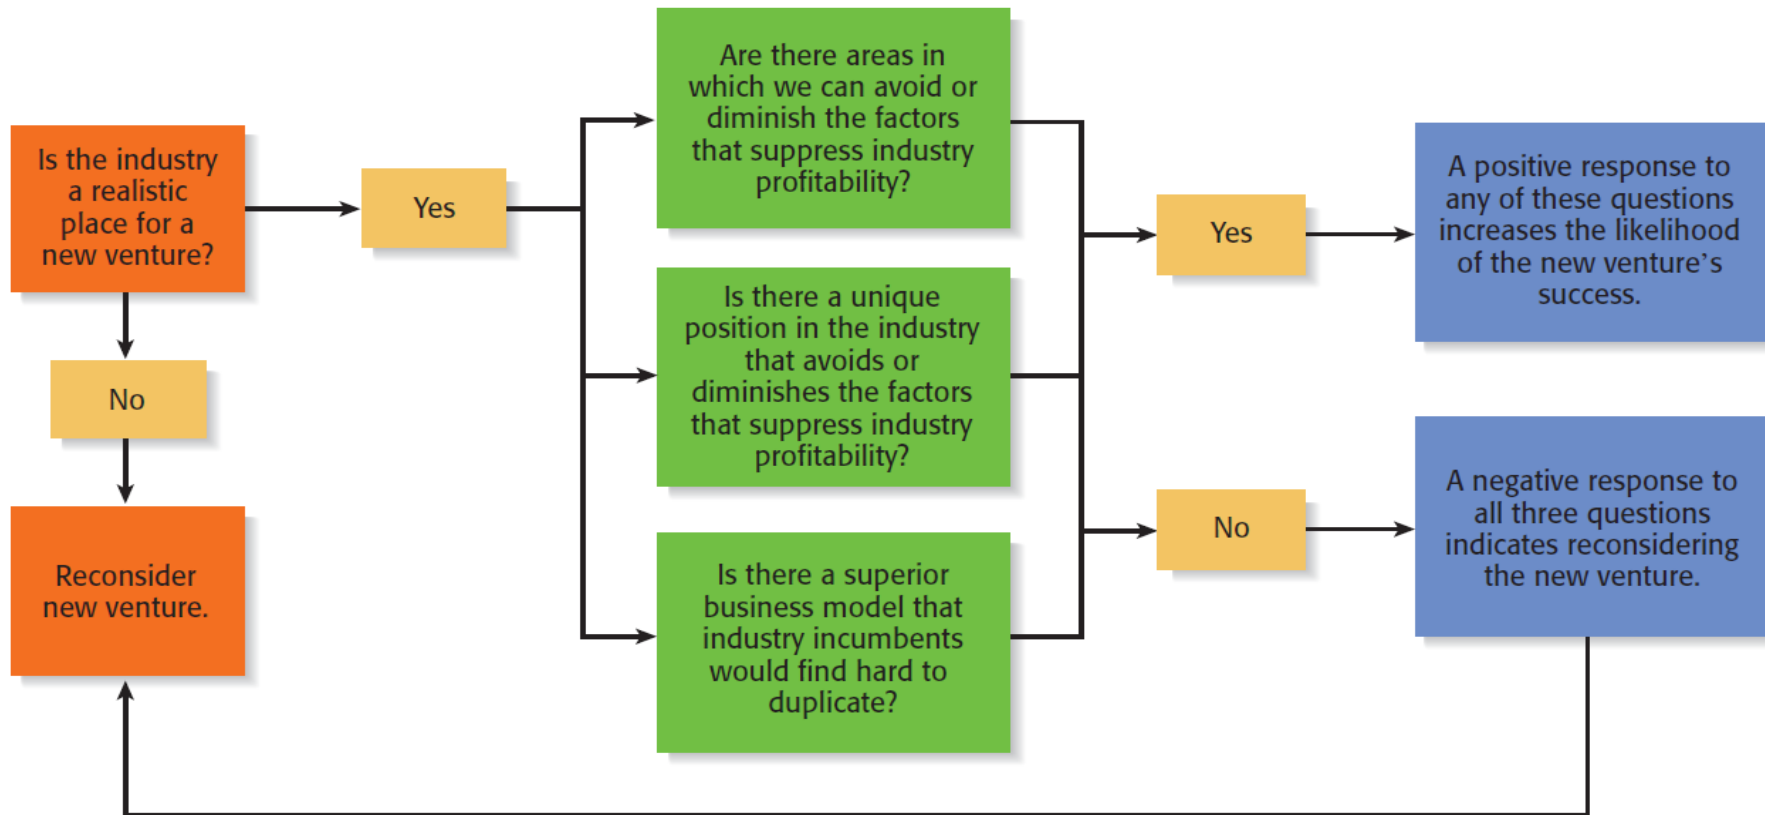 Is the industry
a realistic
place for a
new venture?
Yes
No
Reconsider
new venture.
Are there areas in
which we can avoid or
diminish the factors
that suppress industry
profitability?
Is there a unique
position in the industry
that avoids or
diminishes the factors
that suppress industry
profitability?
Is there a superior
business model that
industry incumbents
would find hard to
duplicate?
Yes
No
A positive response to
any of these questions
increases the likelihood
of the new venture’s
success.
A negative response to
all three questions
indicates reconsidering
the new venture.